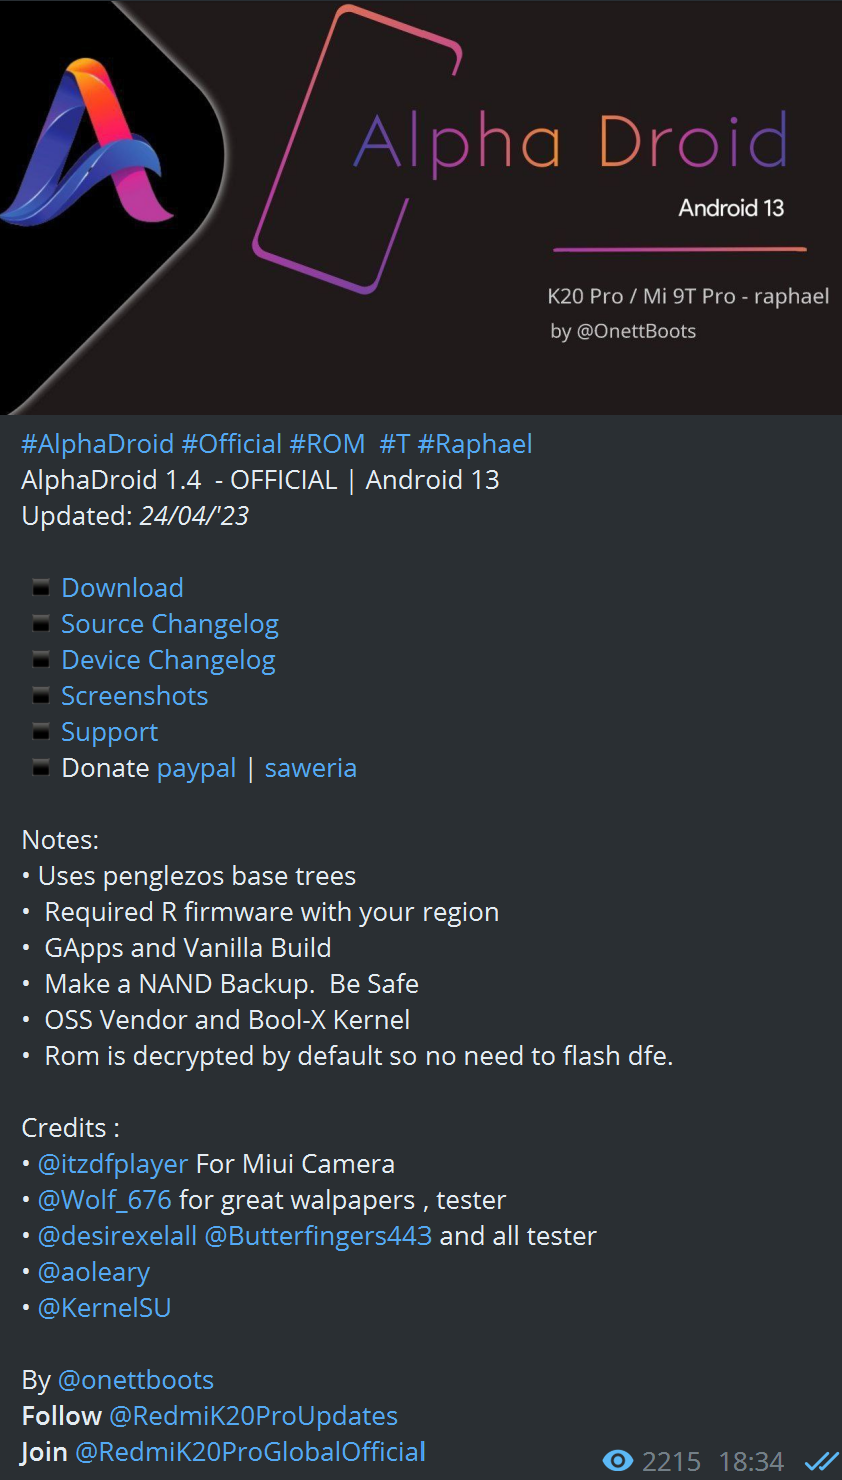 Alpha Droid
Android 13
K20 Pro / Mi 9T Pro - raphael
by @OnettBoots
#AlphaDroid #Official #ROM #T #Raphael
AlphaDroid 1.4 - OFFICIAL | Android 13
Updated: 24/04/'23
▪ Download
▪ Source Changelog
▪ Device Changelog
▪ Screenshots
▪ Support
▪ Donate paypal | saweria
Notes:
• Uses penglezos base trees
• Required R firmware with your region
• GApps and Vanilla Build
• Make a NAND Backup. Be Safe
• OSS Vendor and Bool-X Kernel
• Rom is decrypted by default so no need to flash dfe.
Credits :
• @itzdfplayer For Miui Camera
• @Wolf_676 for great walpapers , tester
• @desirexelall @Butterfingers443 and all tester
• @aoleary
• @KernelSU
By @onettboots
Follow @RedmiK20ProUpdates
Join @RedmiK20ProGlobalOfficial
2215 18:34